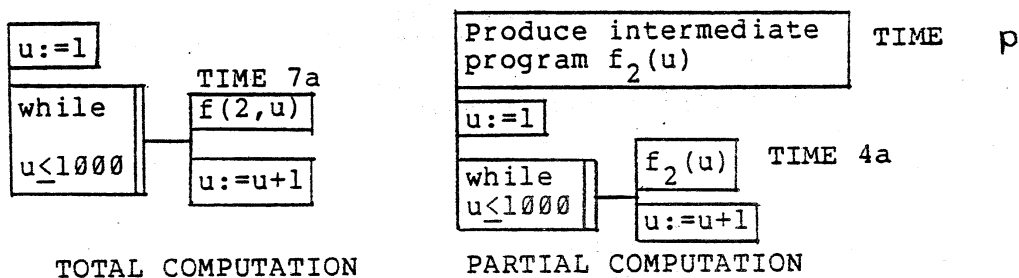 u:=1
TIME 7a
while
f(2,u)
u≤1000
u:=u+1
TOTAL COMPUTATION
Produce intermediate
program f₂(u)
TIME p
u:=1
f₂(u)
TIME 4a
while
u≤1000
u:=u+1
PARTIAL COMPUTATION